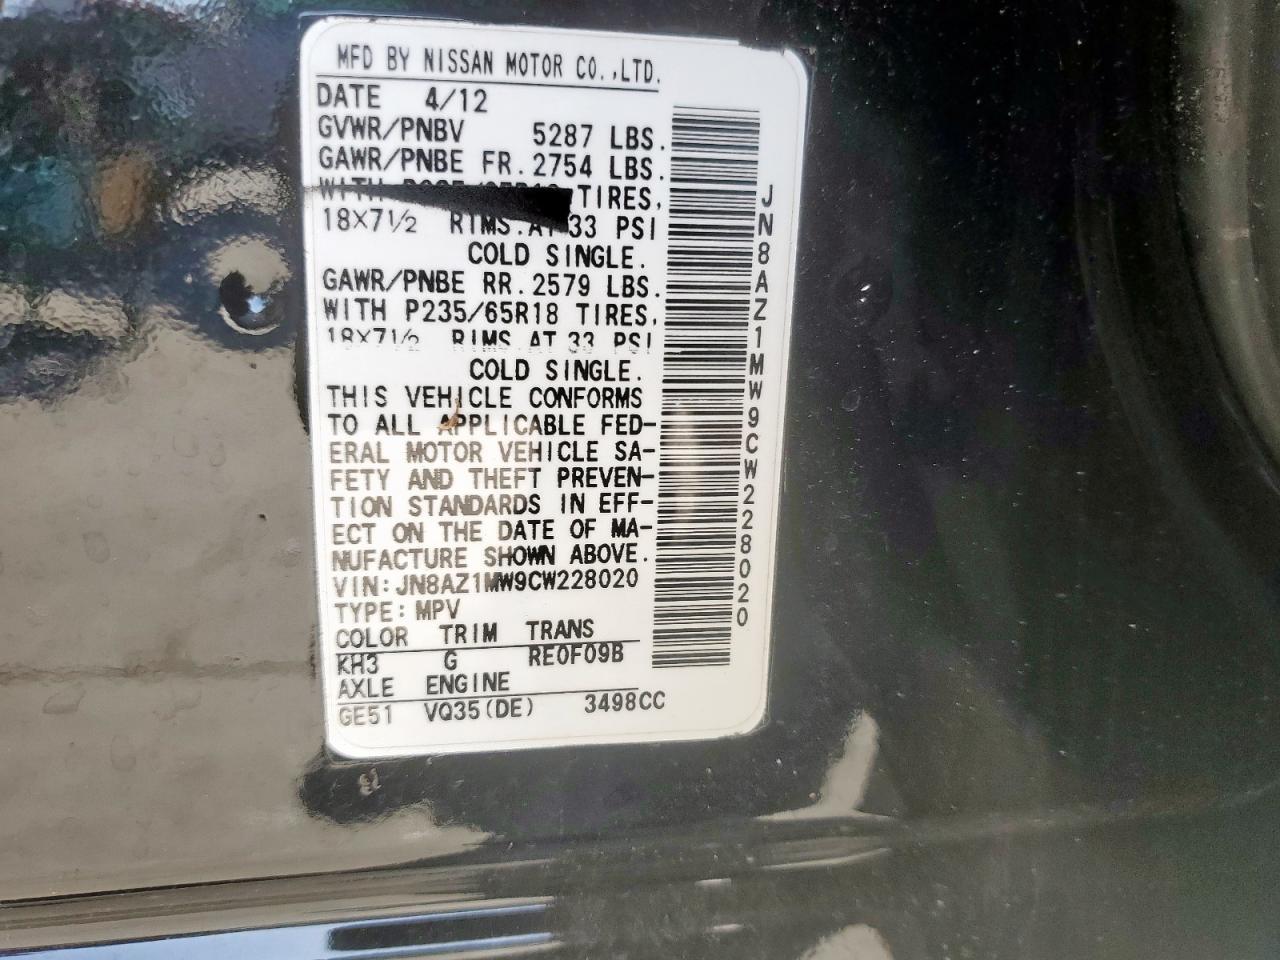 MFD BY NISSAN MOTOR CO.,LTD.
DATE 4/12
GVWR/PNBV 5287 LBS.
GAWR/PNBE FR. 2754 LBS.
WITH TIRES,
18X7½ RIMS.AT 33 PSI
COLD SINGLE.
GAWR/PNBE RR. 2579 LBS.
WITH P235/65R18 TIRES,
18X7½ RIMS AT 33 PSI
COLD SINGLE.
THIS VEHICLE CONFORMS
TO ALL APPLICABLE FED-
ERAL MOTOR VEHICLE SA-
FETY AND THEFT PREVEN-
TION STANDARDS IN EFF-
ECT ON THE DATE OF MA-
NUFACTURE SHOWN ABOVE.
VIN:JN8AZ1MW9CW228020
TYPE:MPV
COLOR TRIM TRANS
KH3 G RE0F09B
AXLE ENGINE
GE51 VQ35(DE) 3498CC
JN8AZ1MW9CW228020